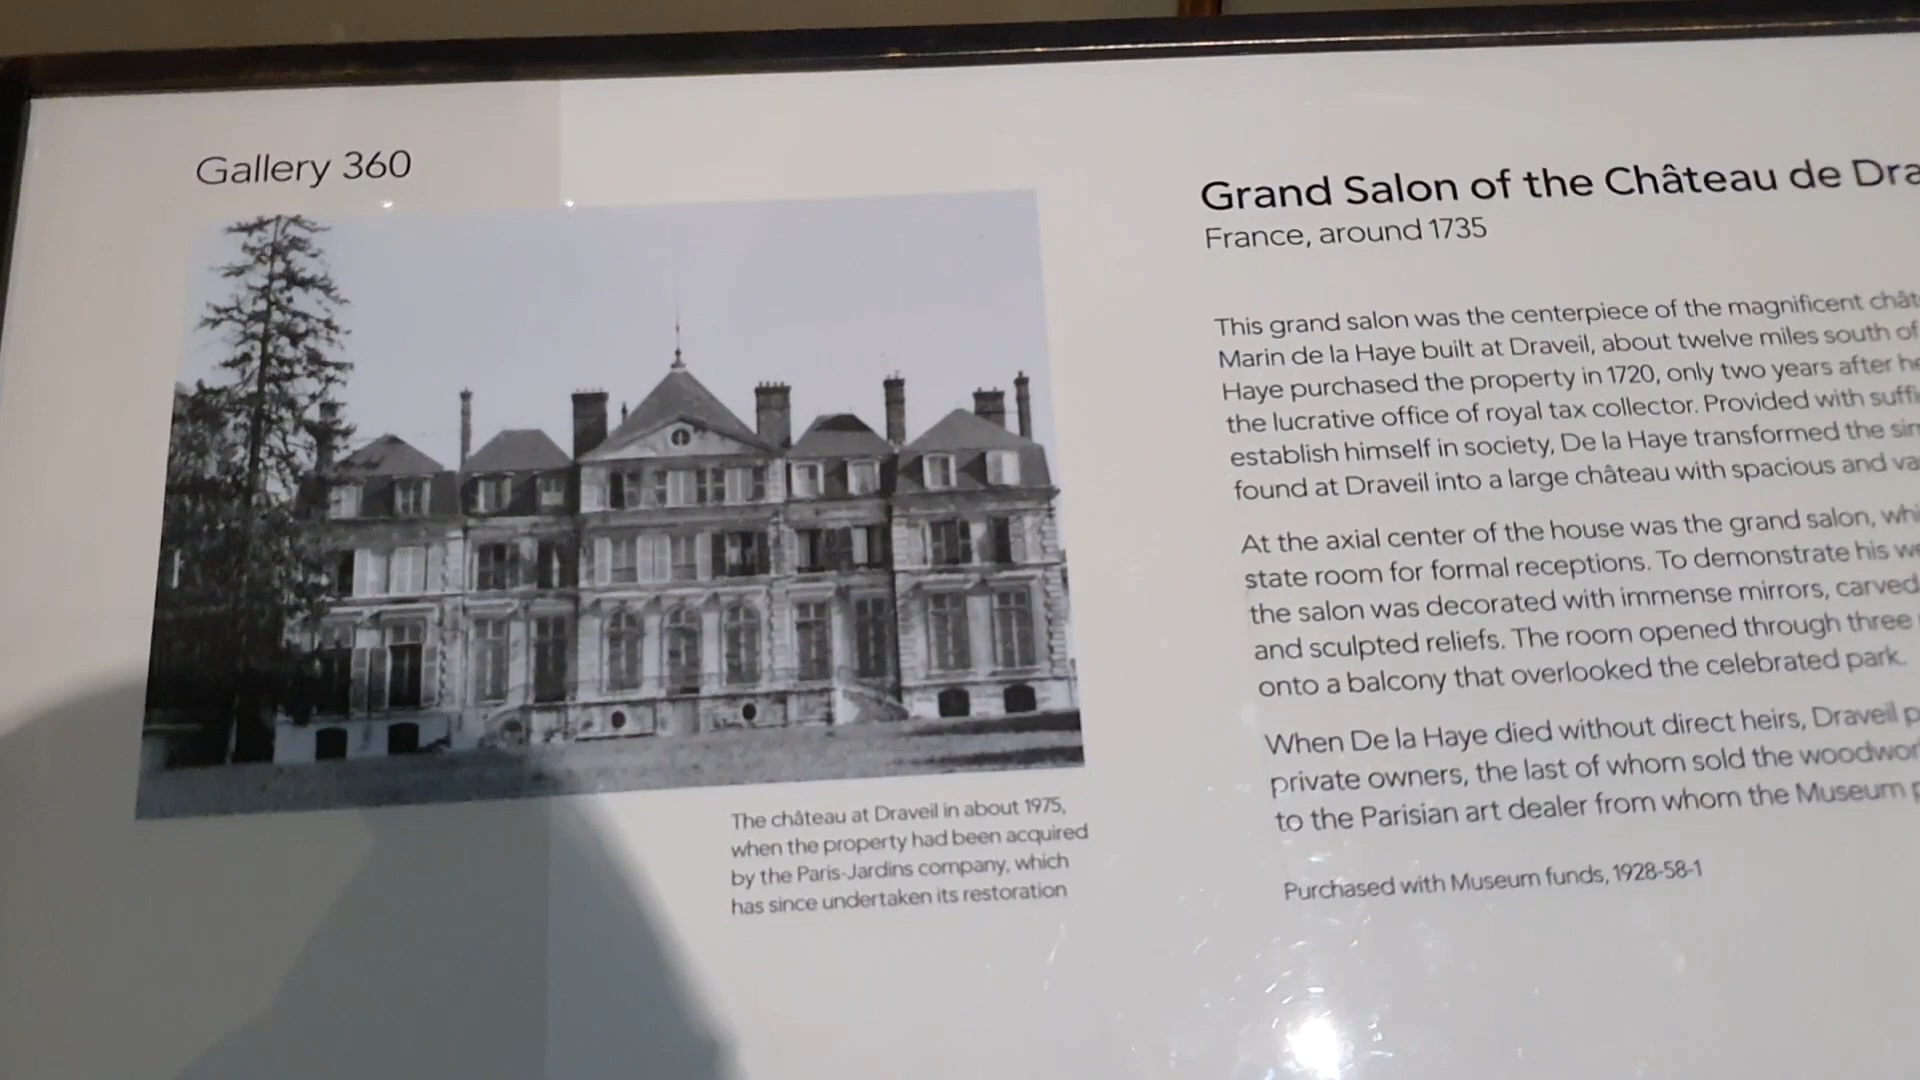 Gallery 360
The château at Draveil in about 1975,
when the property had been acquired
by the Paris-Jardins company, which
has since undertaken its restoration
Grand Salon of the Château de Dra
France, around 1735
This grand salon was the centerpiece of the magnificent chât
Marin de la Haye built at Draveil, about twelve miles south of
Haye purchased the property in 1720, only two years after he
the lucrative office of royal tax collector. Provided with suffi
establish himself in society, De la Haye transformed the sim
found at Draveil into a large château with spacious and va
At the axial center of the house was the grand salon, whi
state room for formal receptions. To demonstrate his we
the salon was decorated with immense mirrors, carved
and sculpted reliefs. The room opened through three
onto a balcony that overlooked the celebrated park.
When De la Haye died without direct heirs, Draveil p
private owners, the last of whom sold the woodwor
to the Parisian art dealer from whom the Museum p
Purchased with Museum funds, 1928-58-1